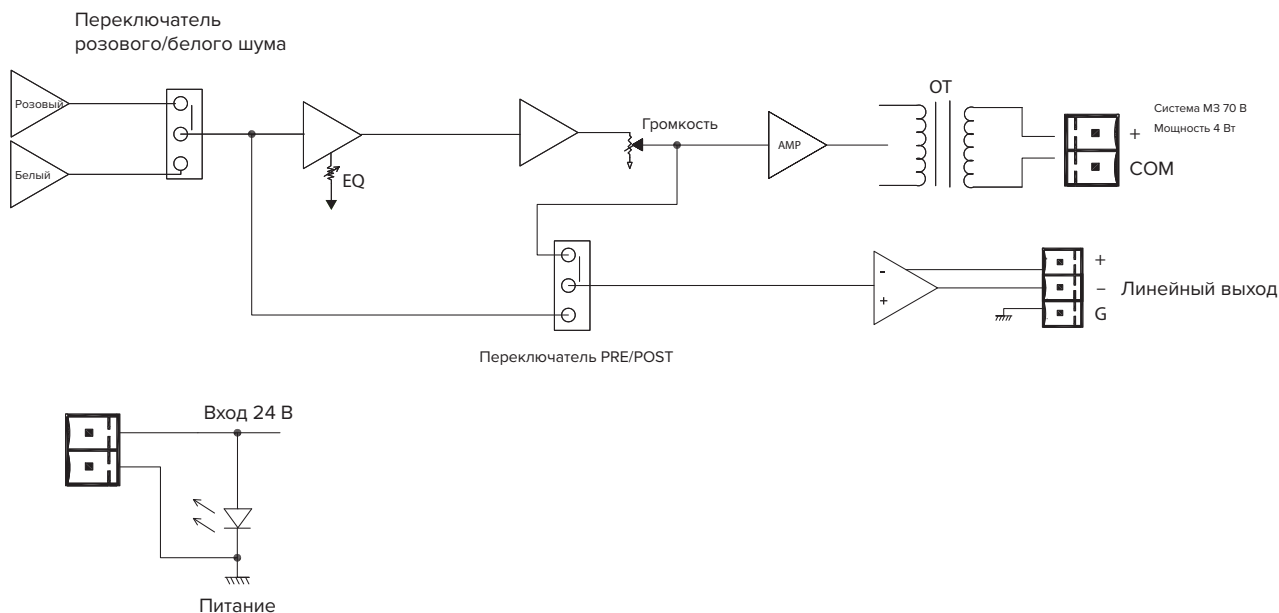 Переключатель
розового/белого шума
Розовый
Белый
EQ
Громкость
AMP
OT
+
COM
Система МЗ 70 В
Мощность 4 Вт
Переключатель PRE/POST
-
+
+
–
G
Линейный выход
Вход 24 В
Питание